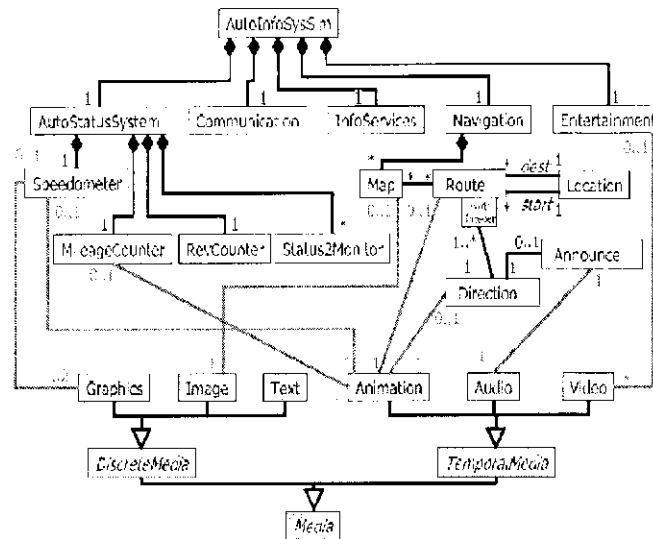 AutoInfoSysSim
1 1 1 1 1
AutoStatusSystem Communication InfoServices Navigation Entertainment
0..1 1 * 0..1
Speedometer Map * * Route * dest 1 Location
0..1 0..1 0..1 * start 1
1 1 *
MileageCounter RevCounter Status2Monitor
0..1
1..* 0..1 Announce
1 1 1
Direction
0..1
..2 1 1 1 *
Graphics Image Text Animation Audio Video
DiscreteMedia TemporalMedia
Media